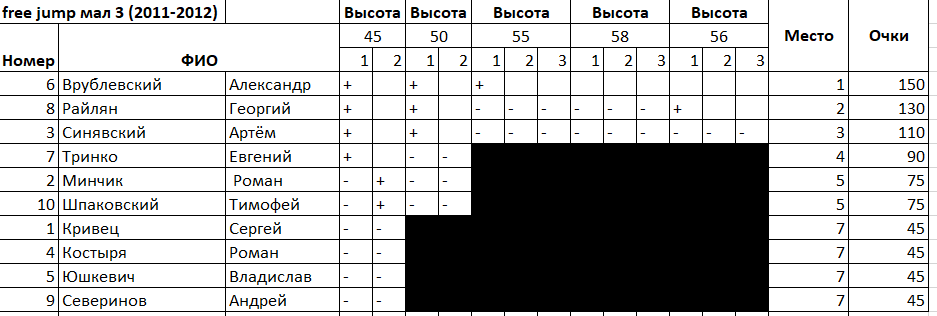 free jump мал 3 (2011-2012) Высота Высота Высота Высота Высота Место Очки
45 50 55 58 56
Номер ФИО 1 2 1 2 1 2 3 1 2 3 1 2 3
6 Врублевский Александр + + + 1 150
8 Райлян Георгий + + - - - - - - + 2 130
3 Синявский Артём + + - - - - - - - - - 3 110
7 Тринко Евгений + - - 4 90
2 Минчик Роман - + - - 5 75
10 Шпаковский Тимофей - + - - 5 75
1 Кривец Сергей - - 7 45
4 Костыря Роман - - 7 45
5 Юшкевич Владислав - - 7 45
9 Северинов Андрей - - 7 45